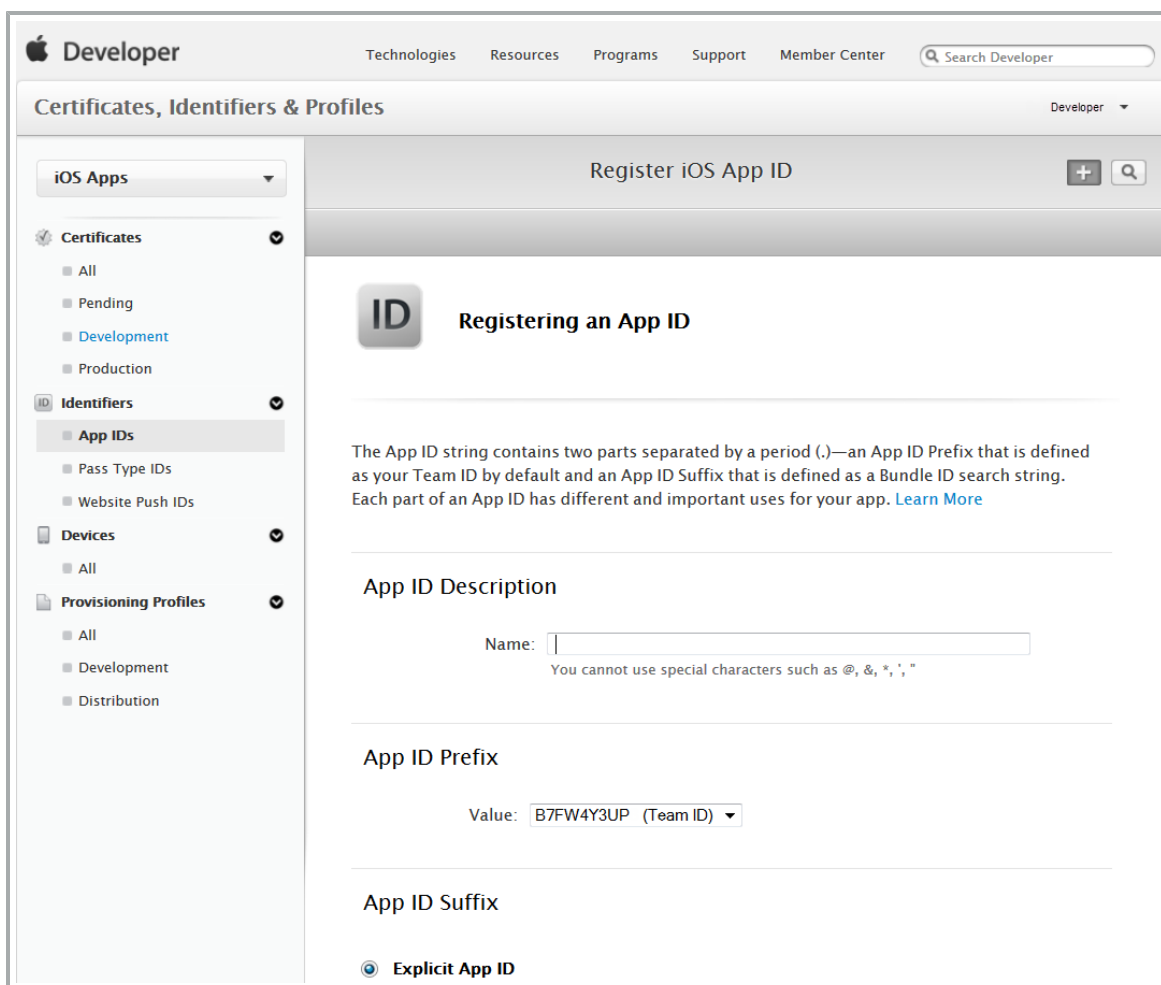 Developer
Technologies Resources Programs Support Member Center Search Developer
Certificates, Identifiers & Profiles
Developer
iOS Apps
Register iOS App ID
Certificates
All
Pending
Development
Production
ID Identifiers
App IDs
Pass Type IDs
Website Push IDs
Devices
All
Provisioning Profiles
All
Development
Distribution
ID
Registering an App ID
The App ID string contains two parts separated by a period (.)—an App ID Prefix that is defined
as your Team ID by default and an App ID Suffix that is defined as a Bundle ID search string.
Each part of an App ID has different and important uses for your app. Learn More
App ID Description
Name:
You cannot use special characters such as @, &, *, ', "
App ID Prefix
Value: B7FW4Y3UP (Team ID)
App ID Suffix
Explicit App ID